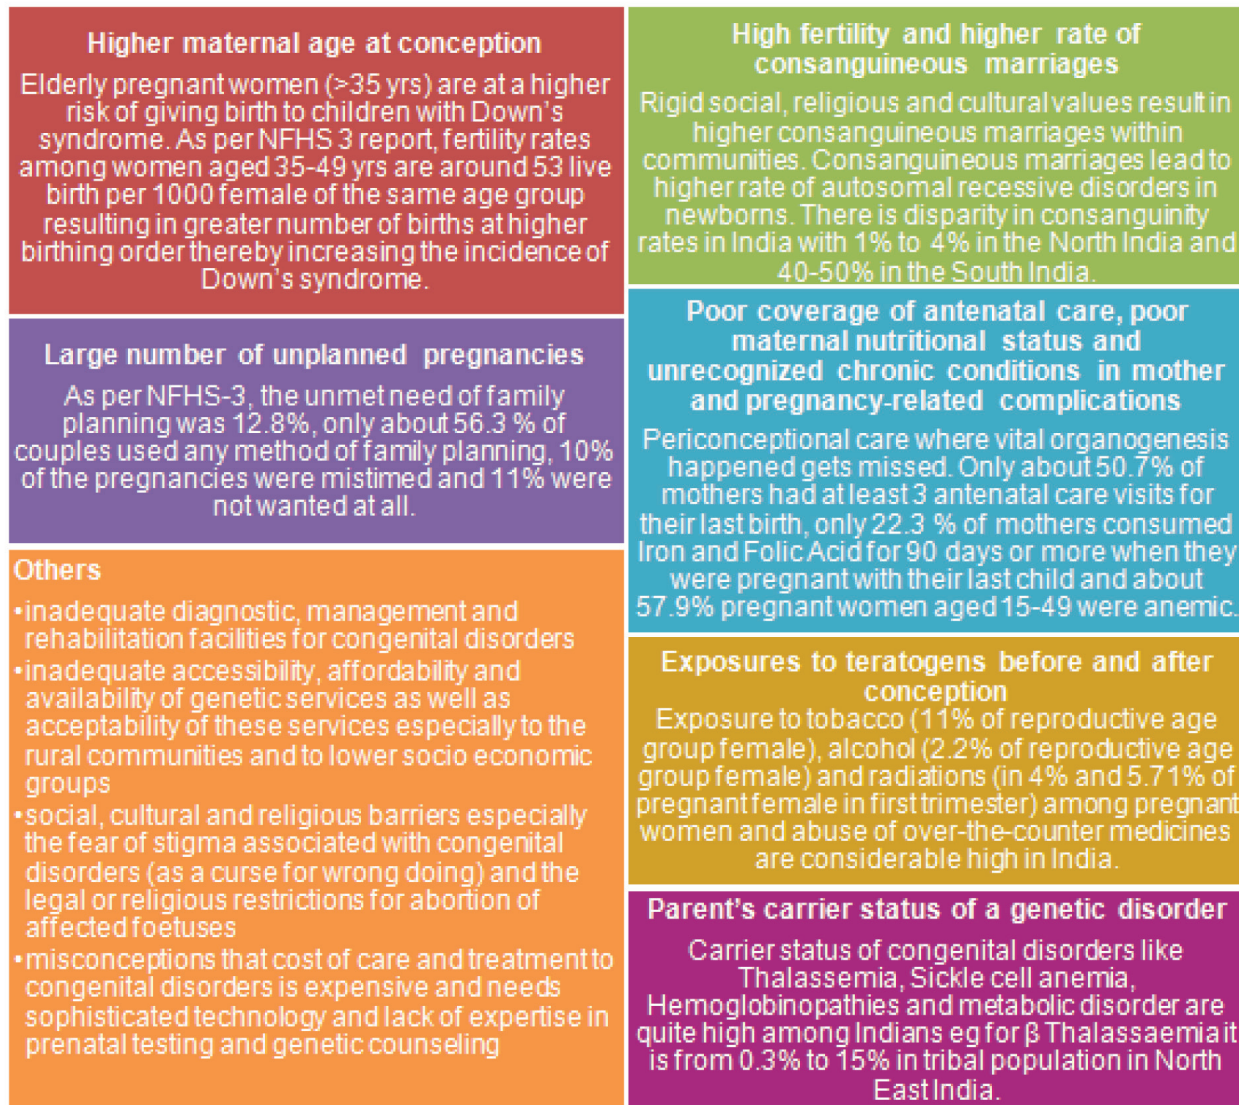 Higher maternal age at conception
Elderly pregnant women (>35 yrs) are at a higher
risk of giving birth to children with Down's
syndrome. As per NFHS 3 report, fertility rates
among women aged 35-49 yrs are around 53 live
birth per 1000 female of the same age group
resulting in greater number of births at higher
birthing order thereby increasing the incidence of
Down's syndrome.
Large number of unplanned pregnancies
As per NFHS-3, the unmet need of family
planning was 12.8%, only about 56.3 % of
couples used any method of family planning, 10%
of the pregnancies were mistimed and 11% were
not wanted at all.
Others
•inadequate diagnostic, management and
rehabilitation facilities for congenital disorders
•inadequate accessibility, affordability and
availability of genetic services as well as
acceptability of these services especially to the
rural communities and to lower socio economic
groups
•social, cultural and religious barriers especially
the fear of stigma associated with congenital
disorders (as a curse for wrong doing) and the
legal or religious restrictions for abortion of
affected foetuses
•misconceptions that cost of care and treatment to
congenital disorders is expensive and needs
sophisticated technology and lack of expertise in
prenatal testing and genetic counseling
High fertility and higher rate of
consanguineous marriages
Rigid social, religious and cultural values result in
higher consanguineous marriages within
communities. Consanguineous marriages lead to
higher rate of autosomal recessive disorders in
newborns. There is disparity in consanguinity
rates in India with 1% to 4% in the North India and
40-50% in the South India.
Poor coverage of antenatal care, poor
maternal nutritional status and
unrecognized chronic conditions in mother
and pregnancy-related complications
Periconceptional care where vital organogenesis
happened gets missed. Only about 50.7% of
mothers had at least 3 antenatal care visits for
their last birth, only 22.3 % of mothers consumed
Iron and Folic Acid for 90 days or more when they
were pregnant with their last child and about
57.9% pregnant women aged 15-49 were anemic.
Exposures to teratogens before and after
conception
Exposure to tobacco (11% of reproductive age
group female), alcohol (2.2% of reproductive age
group female) and radiations (in 4% and 5.71% of
pregnant female in first trimester) among pregnant
women and abuse of over-the-counter medicines
are considerable high in India.
Parent's carrier status of a genetic disorder
Carrier status of congenital disorders like
Thalassemia, Sickle cell anemia,
Hemoglobinopathies and metabolic disorder are
quite high among Indians eg for β Thalassaemia it
is from 0.3% to 15% in tribal population in North
East India.